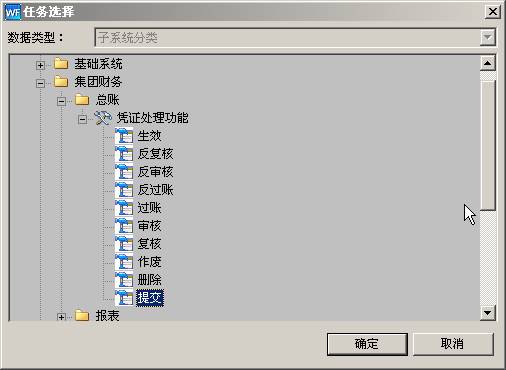 WF 任务选择
数据类型：
子系统分类
基础系统
集团财务
总账
凭证处理功能
生效
反复核
反审核
反过账
过账
审核
复核
作废
删除
提交
报表
确定
取消